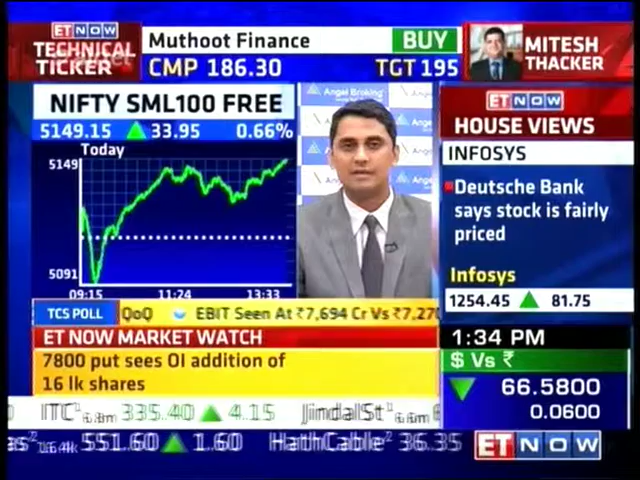 ET NOW
TECHNICAL
TICKER
Muthoot Finance BUY
CMP 186.30 TGT 195
MITESH
THACKER
NIFTY SML100 FREE
5149.15 33.95 0.66%
Today
5149
5091
09:15 11:24 13:33
Angel Broking
ET NOW
HOUSE VIEWS
INFOSYS
Deutsche Bank
says stock is fairly
priced
Infosys
1254.45 81.75
TCS POLL QoQ EBIT Seen At ₹7,694 Cr Vs ₹7,270
ET NOW MARKET WATCH
7800 put sees OI addition of
16 lk shares
1:34 PM
$ Vs ₹
66.5800
0.0600
ITC 335.40 4.15 JindalSt
551.60 1.60 HathCable 36.35
ET NOW